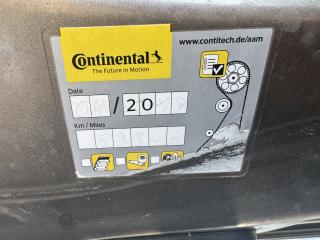 Continental
The Future in Motion
www.contitech.de/aam
Date
/20
Km / Miles